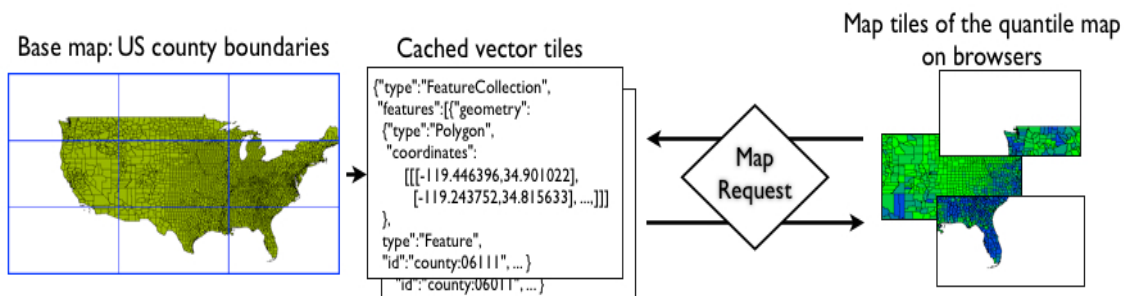 Base map: US county boundaries
Cached vector tiles
{"type":"FeatureCollection",
"features":[{"geometry":
{"type":"Polygon",
"coordinates":
[[[-119.446396,34.901022],
[-119.243752,34.815633], ...,]]]
},
type":"Feature",
"id":"county:06111", ... }
"id":"county:06011", ... }
Map
Request
Map tiles of the quantile map
on browsers